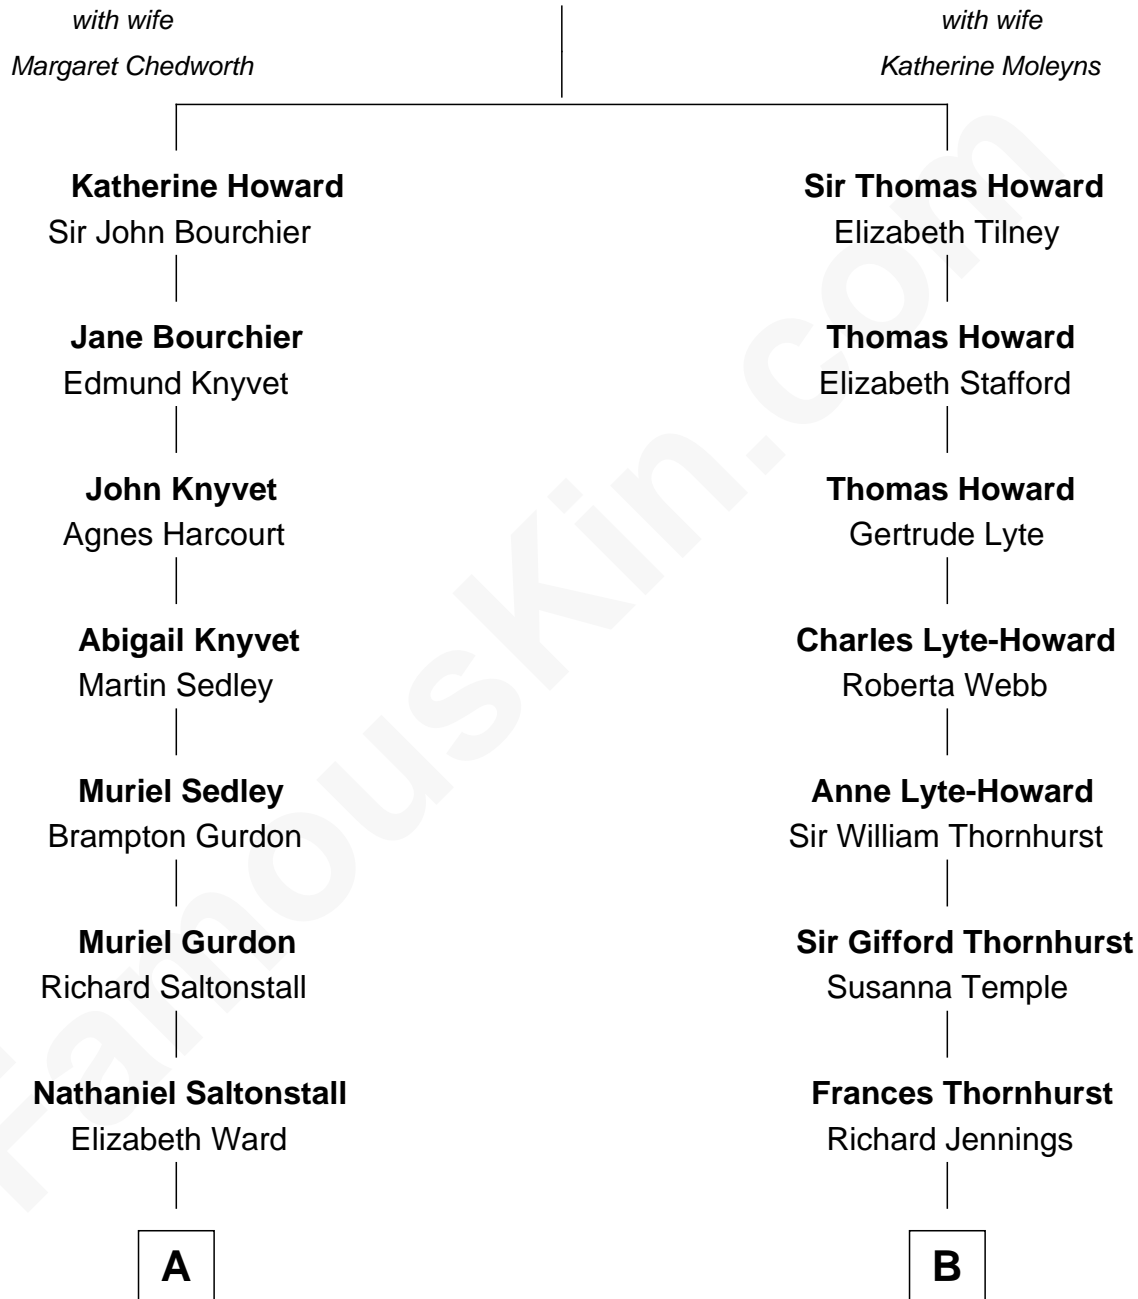 with wife
Margaret Chedworth
with wife
Katherine Moleyns
Katherine Howard
Sir John Bourchier
Sir Thomas Howard
Elizabeth Tilney
Jane Bourchier
Edmund Knyvet
Thomas Howard
Elizabeth Stafford
John Knyvet
Agnes Harcourt
Thomas Howard
Gertrude Lyte
Abigail Knyvet
Martin Sedley
Charles Lyte-Howard
Roberta Webb
Muriel Sedley
Brampton Gurdon
Anne Lyte-Howard
Sir William Thornhurst
Muriel Gurdon
Richard Saltonstall
Sir Gifford Thornhurst
Susanna Temple
Nathaniel Saltonstall
Elizabeth Ward
Frances Thornhurst
Richard Jennings
A
B
FamousKin.com